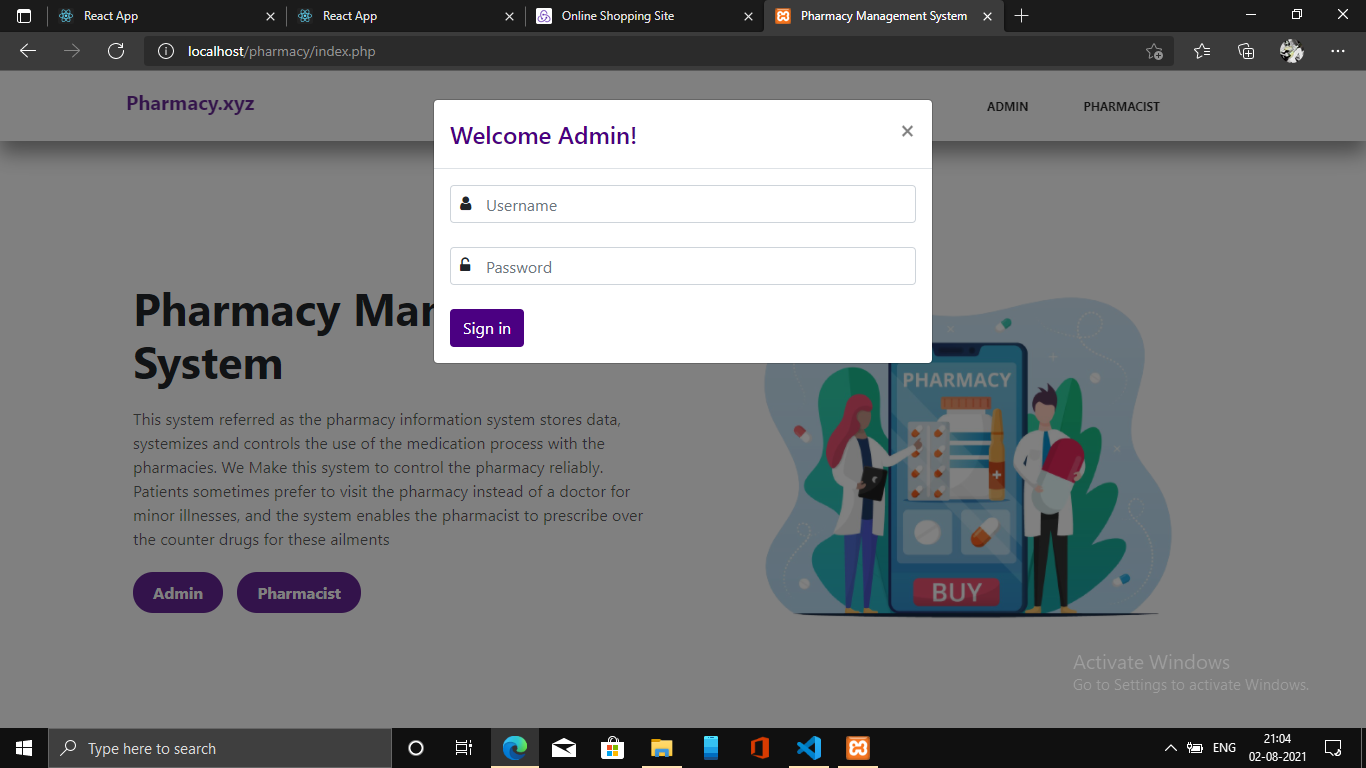 React App
React App
Online Shopping Site
Pharmacy Management System
localhost/pharmacy/index.php
Pharmacy.xyz
ADMIN
PHARMACIST
Welcome Admin!
×
Username
Password
Sign in
Pharmacy Man
System
This system referred as the pharmacy information system stores data,
systemizes and controls the use of the medication process with the
pharmacies. We Make this system to control the pharmacy reliably.
Patients sometimes prefer to visit the pharmacy instead of a doctor for
minor illnesses, and the system enables the pharmacist to prescribe over
the counter drugs for these ailments
Admin
Pharmacist
PHARMACY
BUY
Activate Windows
Go to Settings to activate Windows.
Type here to search
ENG
21:04
02-08-2021